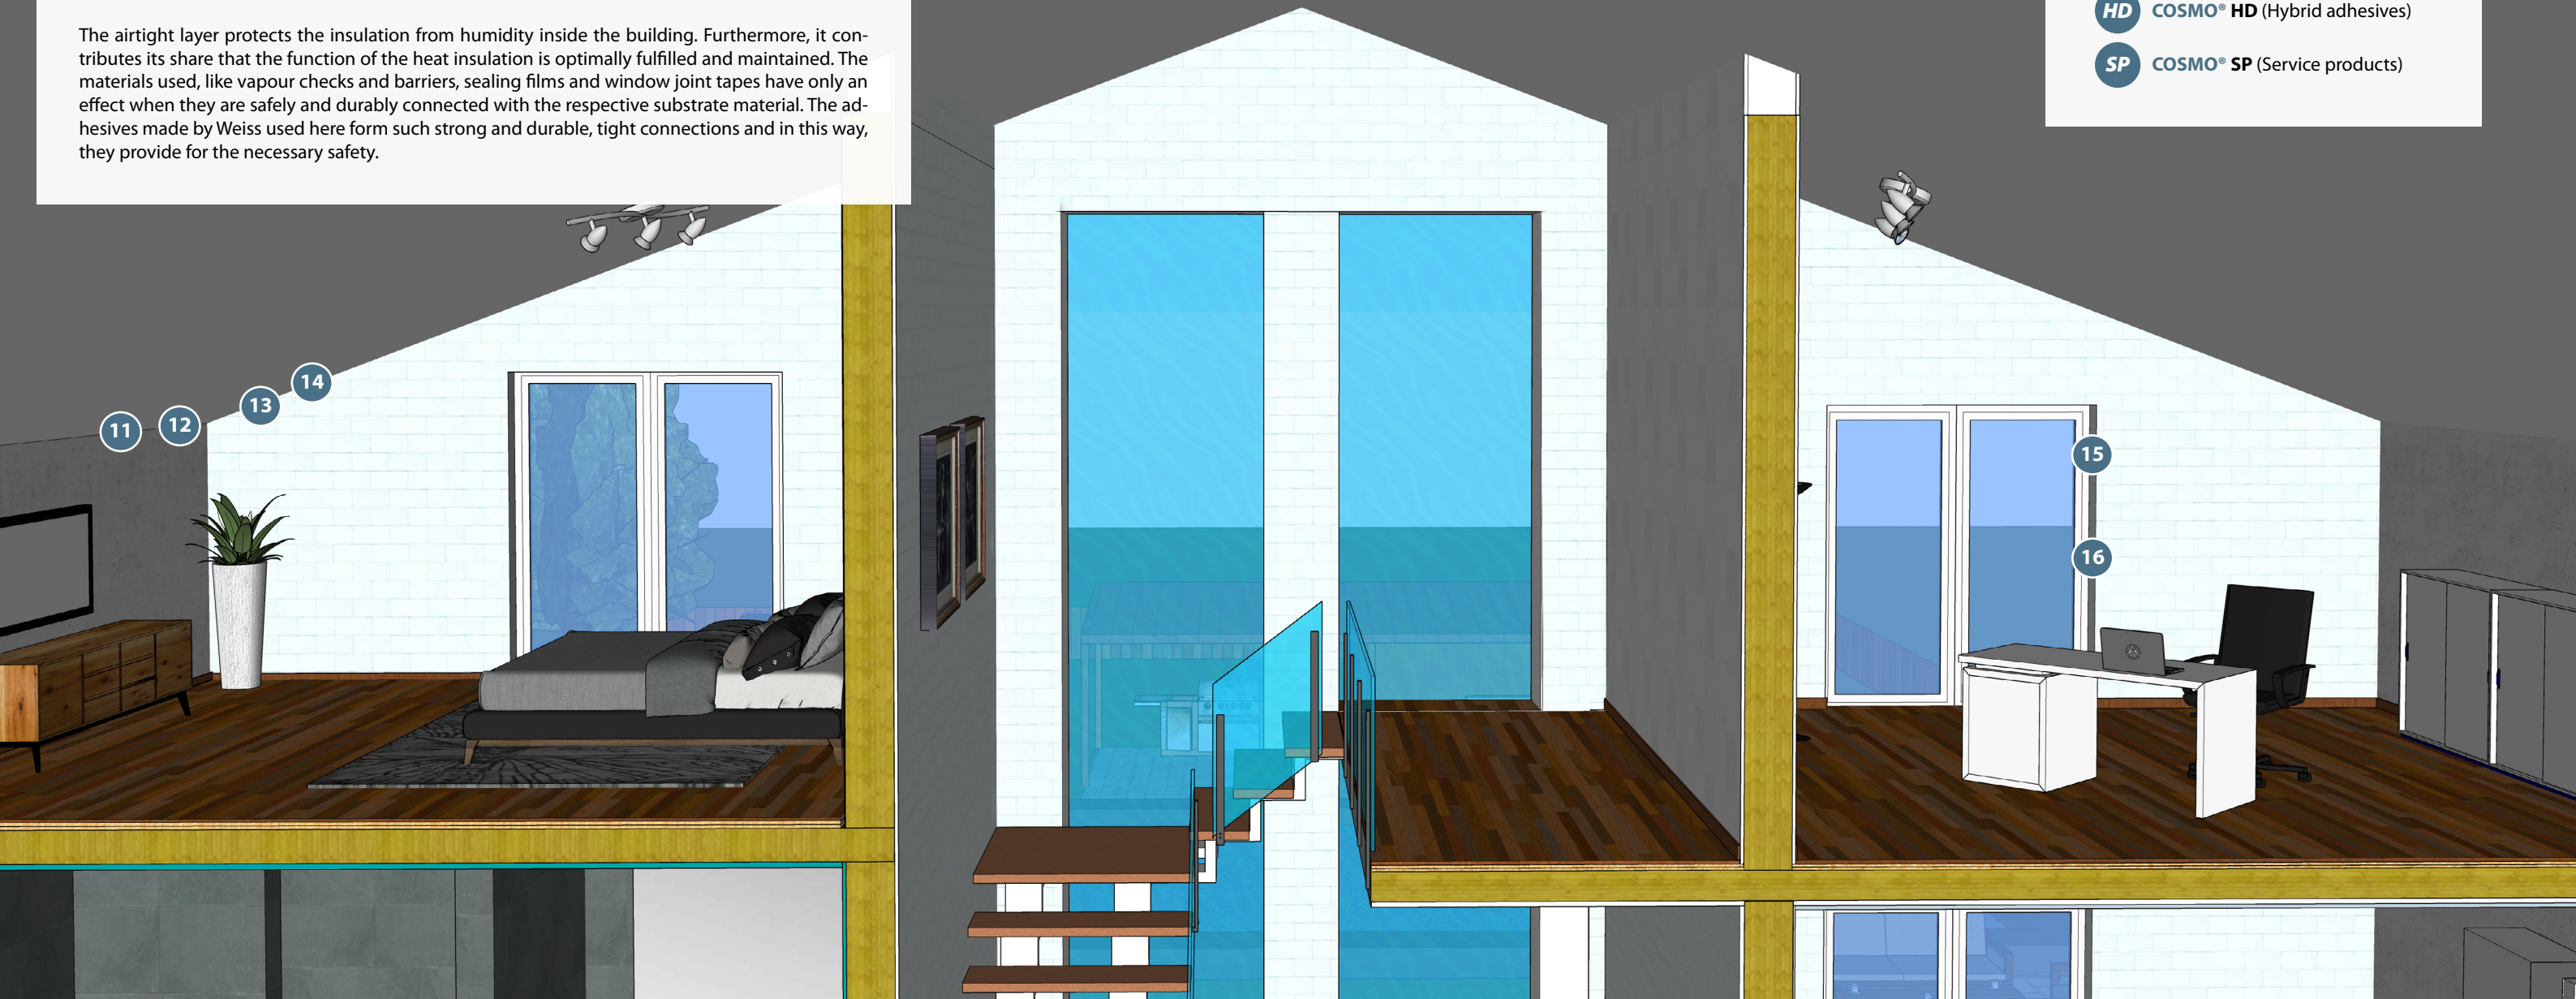 The airtight layer protects the insulation from humidity inside the building. Furthermore, it con-
tributes its share that the function of the heat insulation is optimally fulfilled and maintained. The
materials used, like vapour checks and barriers, sealing films and window joint tapes have only an
effect when they are safely and durably connected with the respective substrate material. The ad-
hesives made by Weiss used here form such strong and durable, tight connections and in this way,
they provide for the necessary safety.
HD COSMO® HD (Hybrid adhesives)
SP COSMO® SP (Service products)
14
13
12
11
15
16